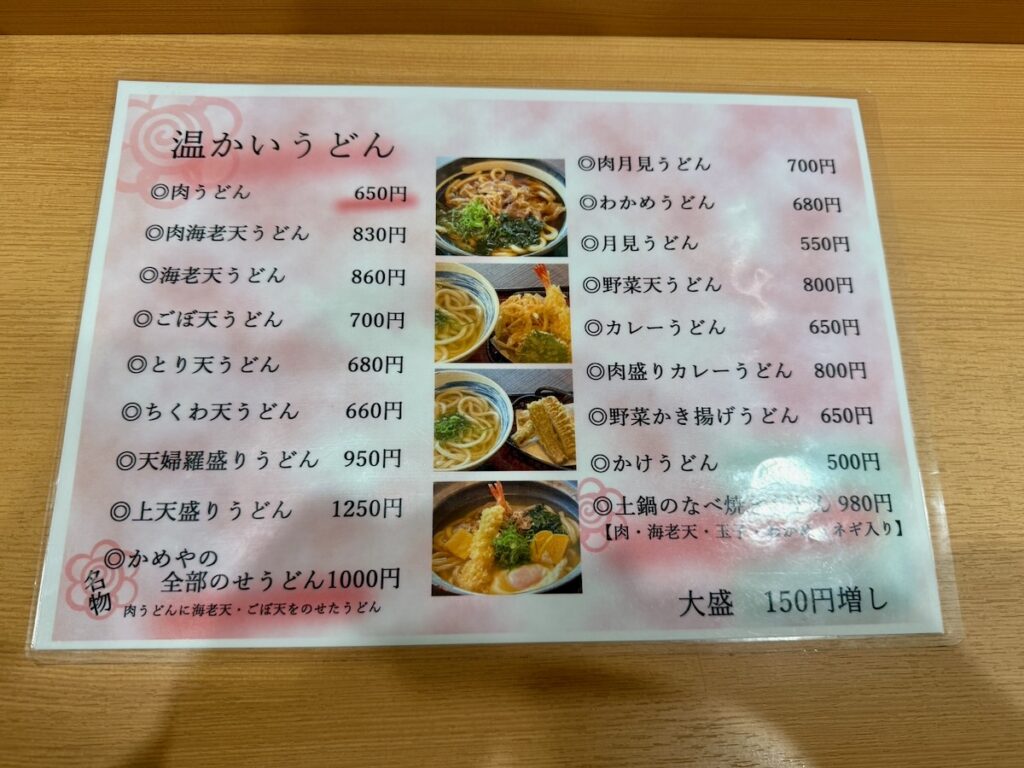 温かいうどん
◎肉うどん 650円
◎肉海老天うどん 830円
◎海老天うどん 860円
◎ごぼ天うどん 700円
◎とり天うどん 680円
◎ちくわ天うどん 660円
◎天婦羅盛りうどん 950円
◎上天盛りうどん 1250円
◎かめやの
全部のせうどん1000円
名物
肉うどんに海老天・ごぼ天をのせたうどん
◎肉月見うどん 700円
◎わかめうどん 680円
◎月見うどん 550円
◎野菜天うどん 800円
◎カレーうどん 650円
◎肉盛りカレーうどん 800円
◎野菜かき揚げうどん 650円
◎かけうどん 500円
◎土鍋のなべ焼 ん 980円
【肉・海老天・玉子・ ネギ入り】
大盛 150円増し